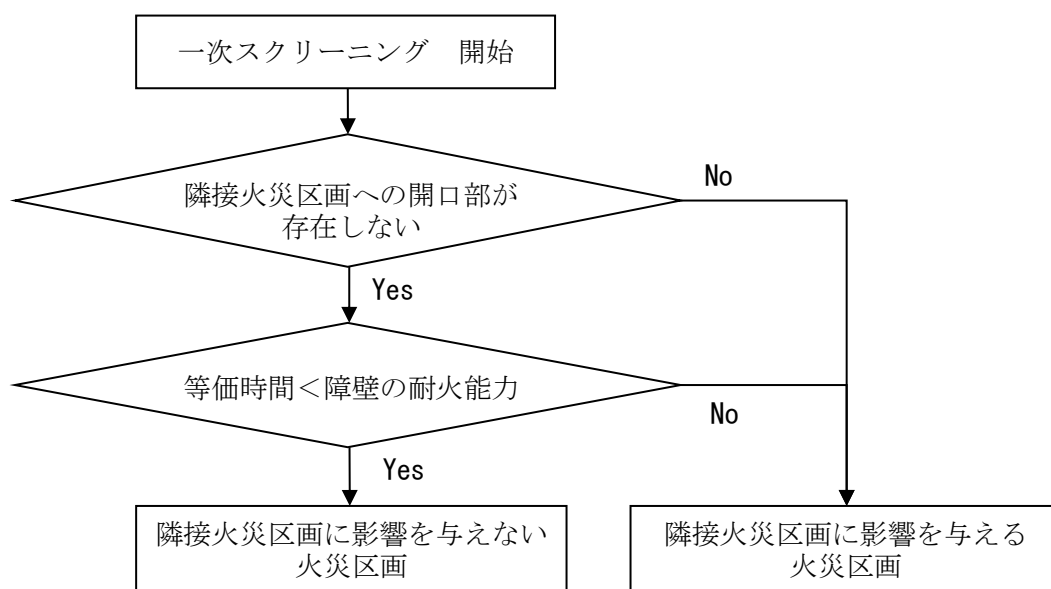 一次スクリーニング　開始
隣接火災区画への開口部が
存在しない
No
Yes
等価時間＜障壁の耐火能力
No
Yes
隣接火災区画に影響を与えない
火災区画
隣接火災区画に影響を与える
火災区画